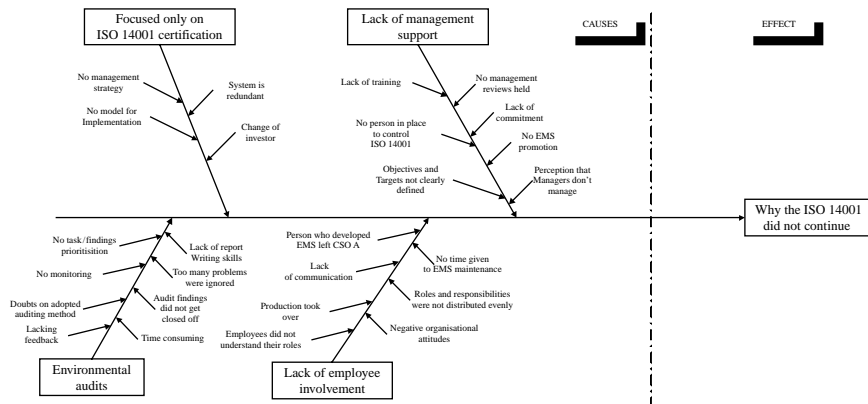 Focused only on
ISO 14001 certification
Lack of management
support
CAUSES
EFFECT
No management
strategy
System is
redundant
No model for
Implementation
Change of
investor
Lack of training
No management
reviews held
Lack of
commitment
No person in place
to control
ISO 14001
No EMS
promotion
Objectives and
Targets not clearly
defined
Perception that
Managers don't
manage
Why the ISO 14001
did not continue
No task/findings
prioritisation
Lack of report
Writing skills
No monitoring
Too many problems
were ignored
Doubts on adopted
auditing method
Audit findings
did not get
closed off
Lacking
feedback
Time consuming
Environmental
audits
Person who developed
EMS left CSO A
No time given
to EMS maintenance
Lack
of communication
Roles and responsibilities
were not distributed evenly
Production took
over
Negative organisational
attitudes
Employees did not
understand their roles
Lack of employee
involvement